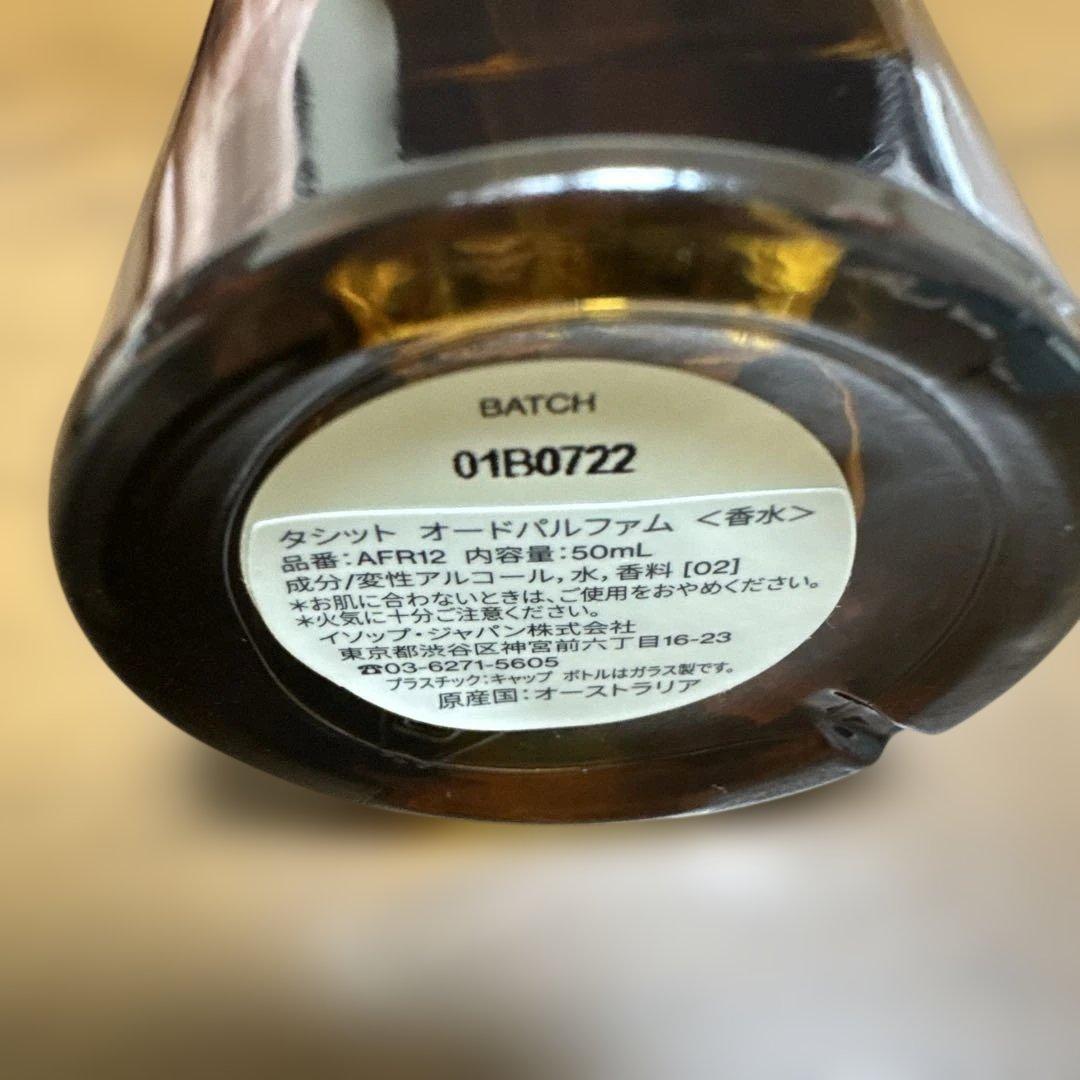 BATCH
01B0722
タシット オードパルファム <香水>
品番:AFR12 内容量:50mL
成分/変性アルコール,水,香料 [02]
*お肌に合わないときは、ご使用をおやめください。
*火気に十分ご注意ください。
イソップ・ジャパン株式会社
東京都渋谷区神宮前六丁目16-23
☎03-6271-5605
プラスチック:キャップ ボトルはガラス製です。
原産国:オーストラリア